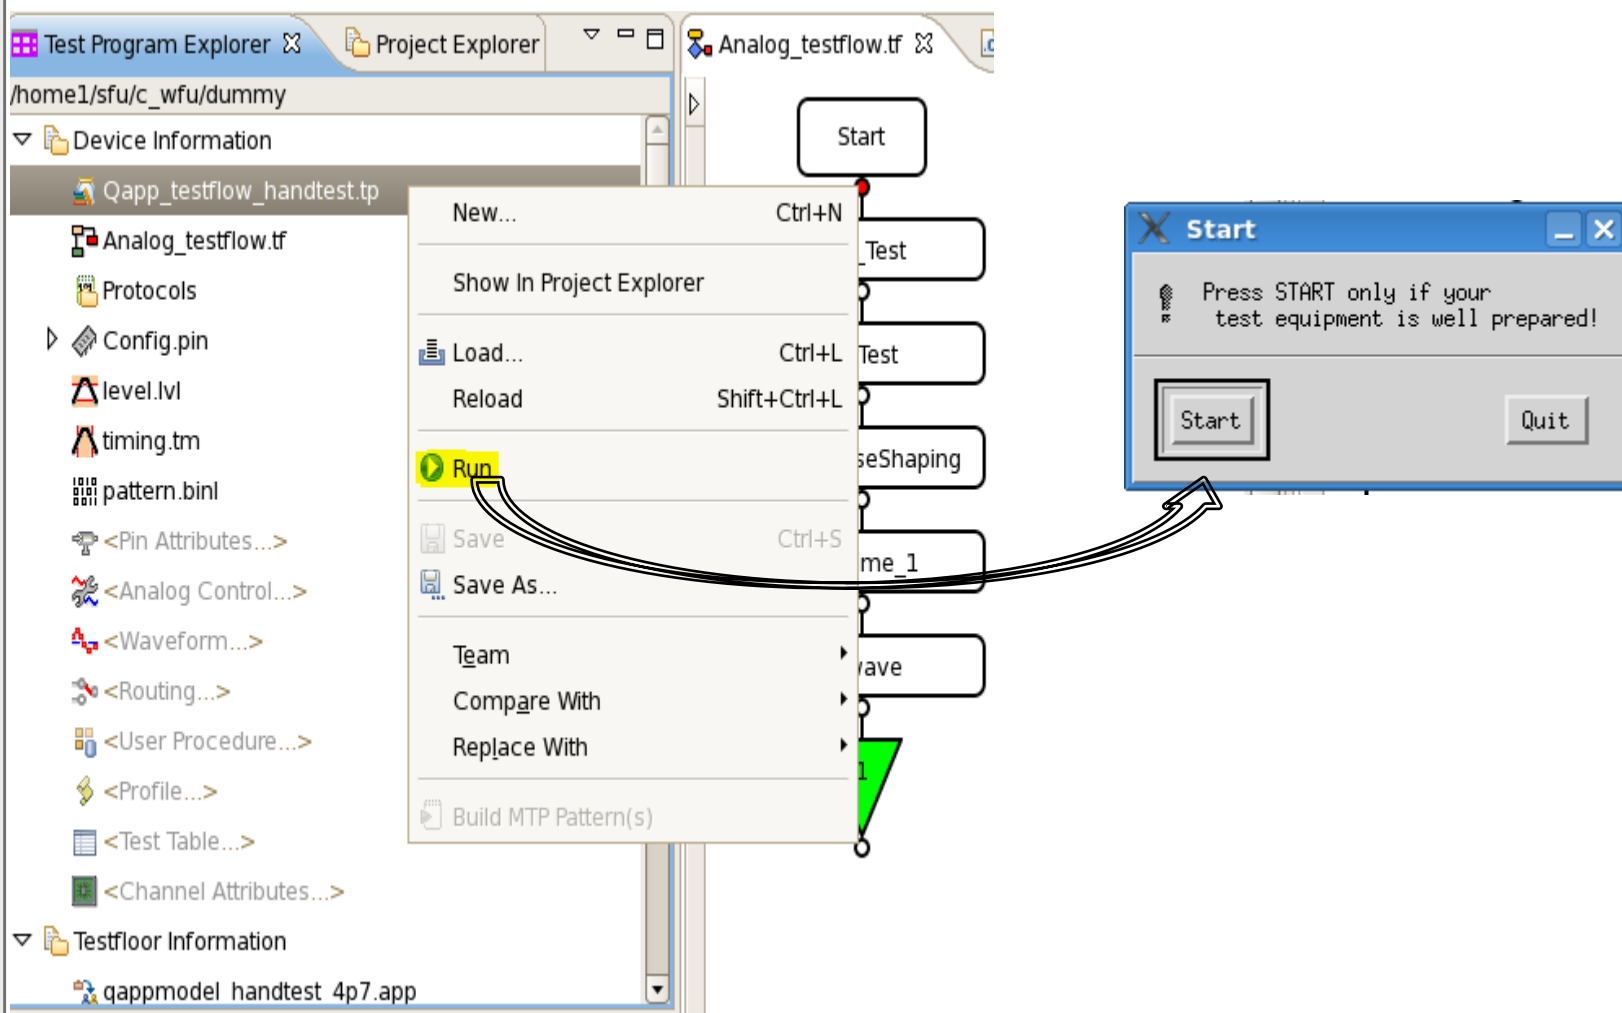 Test Program Explorer
Project Explorer
/home1/sfu/c_wfu/dummy
Device Information
Qapp_testflow_handtest.tp
Analog_testflow.tf
Protocols
Config.pin
level.lvl
timing.tm
pattern.binl
<Pin Attributes...>
<Analog Control...>
<Waveform...>
<Routing...>
<User Procedure...>
<Profile...>
<Test Table...>
<Channel Attributes...>
Testfloor Information
qappmodel_handtest_4p7.app
New... Ctrl+N
Show In Project Explorer
Load... Ctrl+L
Reload Shift+Ctrl+L
Run
Save Ctrl+S
Save As...
Team
Compare With
Replace With
Build MTP Pattern(s)
Analog_testflow.tf
Start
_Test
Test
seShaping
me_1
ave
1
Start
Press START only if your
test equipment is well prepared!
Start
Quit